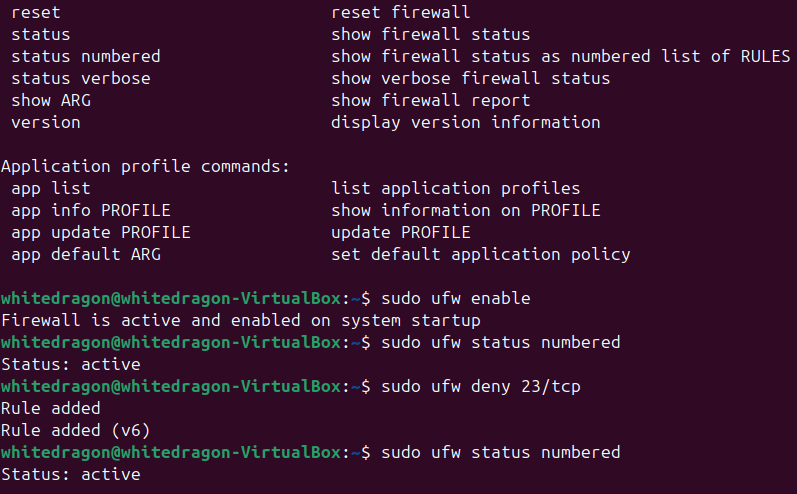 reset reset firewall
status show firewall status
status numbered show firewall status as numbered list of RULES
status verbose show verbose firewall status
show ARG show firewall report
version display version information
Application profile commands:
app list list application profiles
app info PROFILE show information on PROFILE
app update PROFILE update PROFILE
app default ARG set default application policy
whitedragon@whitedragon-VirtualBox:~$ sudo ufw enable
Firewall is active and enabled on system startup
whitedragon@whitedragon-VirtualBox:~$ sudo ufw status numbered
Status: active
whitedragon@whitedragon-VirtualBox:~$ sudo ufw deny 23/tcp
Rule added
Rule added (v6)
whitedragon@whitedragon-VirtualBox:~$ sudo ufw status numbered
Status: active